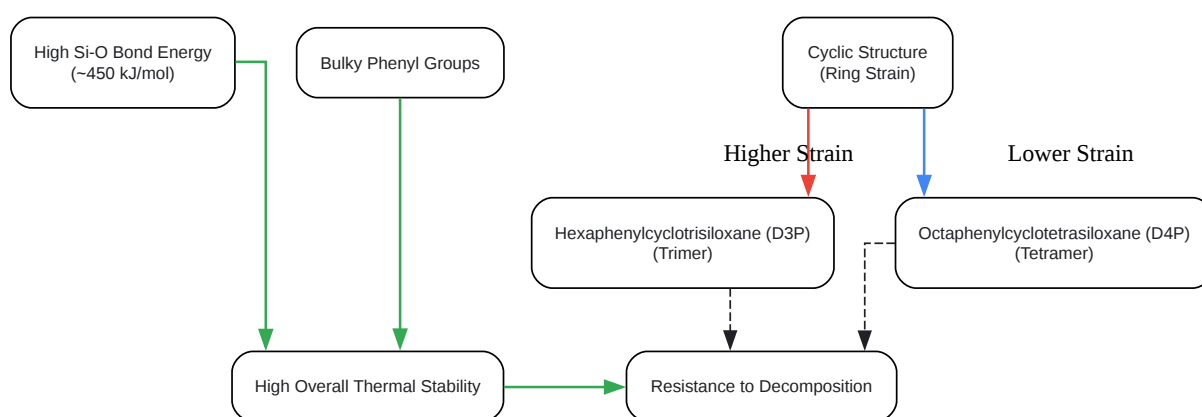 High Si-O Bond Energy
(~450 kJ/mol)
Bulky Phenyl Groups
Cyclic Structure
(Ring Strain)
Higher Strain
Lower Strain
Hexaphenylcyclotrisiloxane (D3P)
(Trimer)
Octaphenylcyclotetrasiloxane (D4P)
(Tetramer)
High Overall Thermal Stability
Resistance to Decomposition